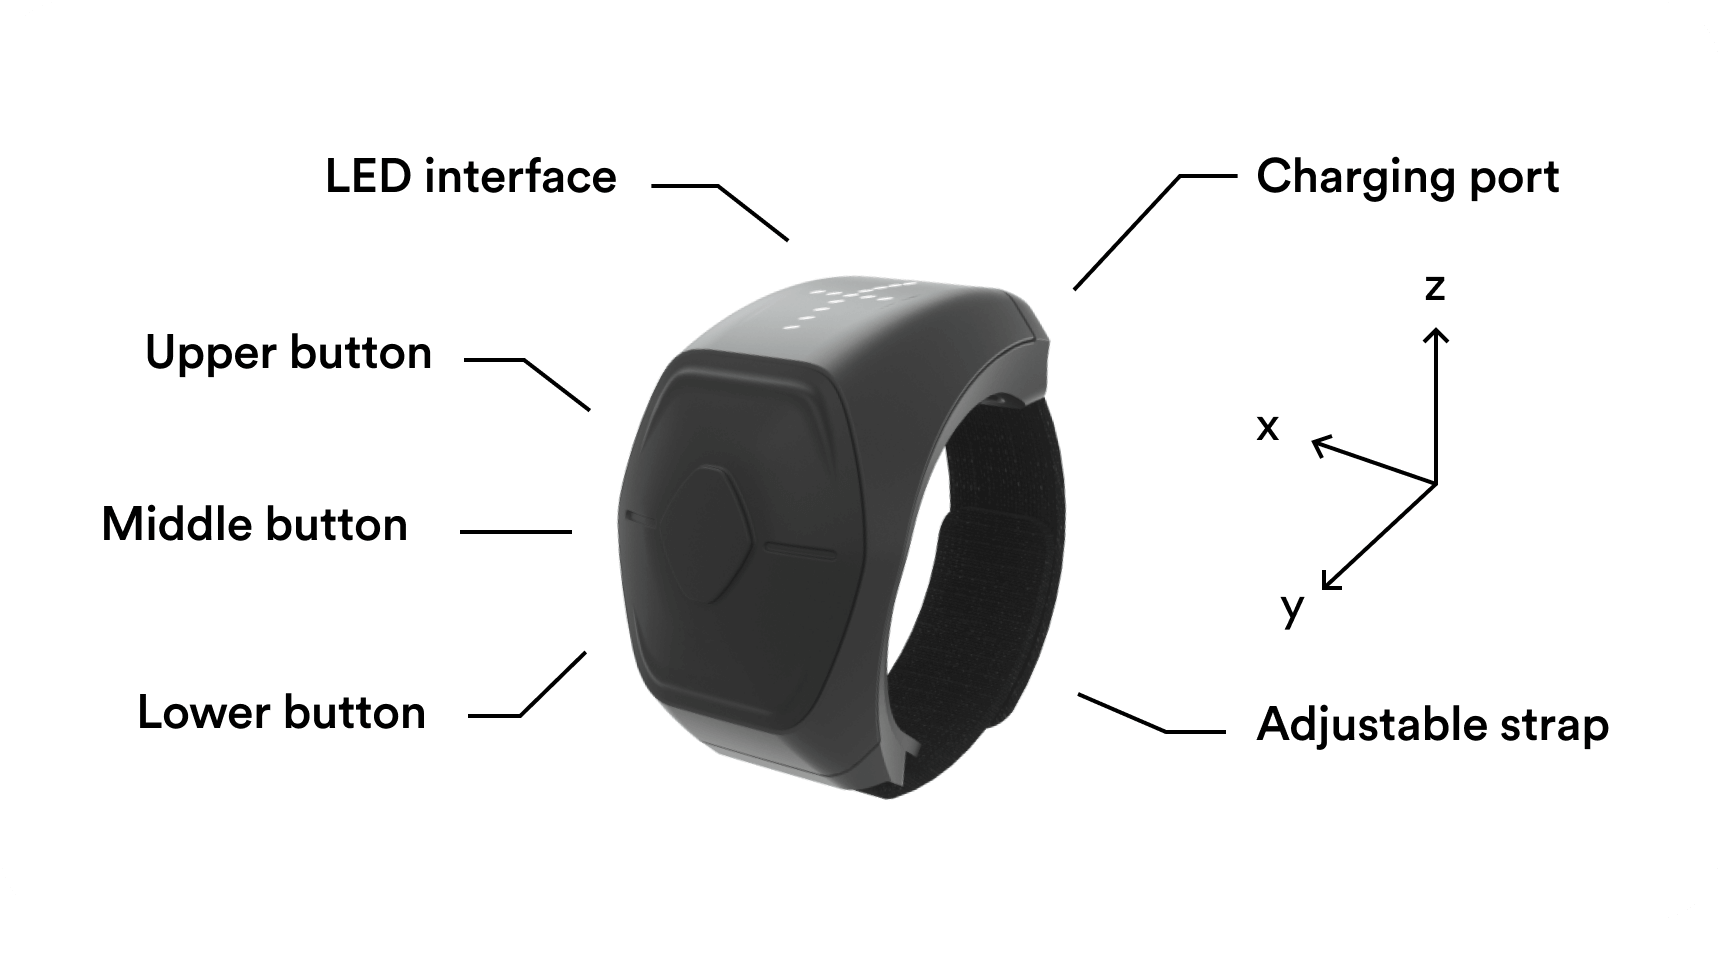 LED interface
Charging port
z
Upper button
x
Middle button
y
Lower button
Adjustable strap